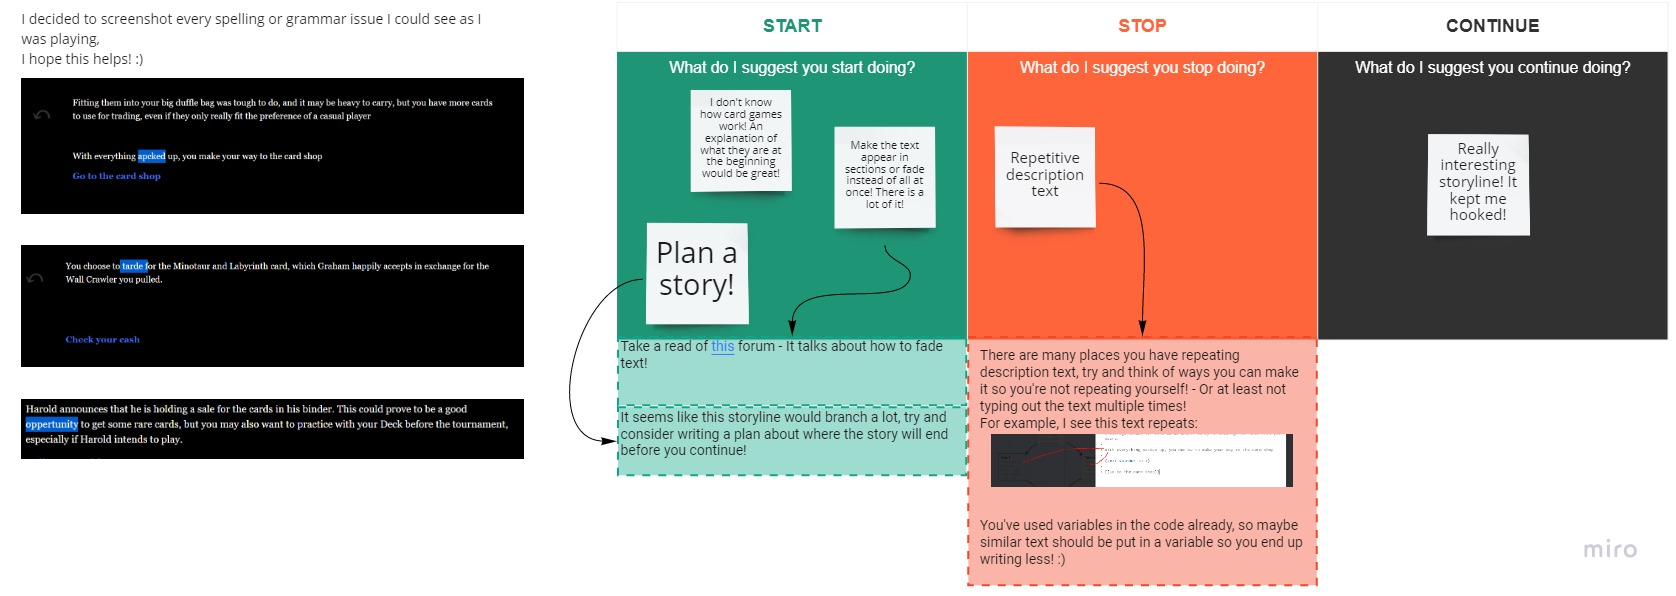 I decided to screenshot every spelling or grammar issue I could see as I
was playing,
I hope this helps! :)
Fitting them into your big duffle bag was tough to do, and it may be heavy to carry, but you have more cards
to use for trading, even if they only really fit the preference of a casual player
With everything apcked up, you make your way to the card shop
Go to the card shop
You choose to tarde for the Minotaur and Labyrinth card, which Graham happily accepts in exchange for the
Wall Crawler you pulled.
Check your cash
Harold announces that he is holding a sale for the cards in his binder. This could prove to be a good
oppertunity to get some rare cards, but you may also want to practice with your Deck before the tournament,
especially if Harold intends to play.
START
What do I suggest you start doing?
I don't know
how card games
work! An
explanation of
what they are at
the beginning
would be great!
Make the text
appear in
sections or fade
instead of all at
once! There is a
lot of it!
Plan a
story!
Take a read of this forum - It talks about how to fade
text!
It seems like this storyline would branch a lot, try and
consider writing a plan about where the story will end
before you continue!
STOP
What do I suggest you stop doing?
Repetitive
description
text
There are many places you have repeating
description text, try and think of ways you can make
it so you're not repeating yourself! - Or at least not
typing out the text multiple times!
For example, I see this text repeats:
You've used variables in the code already, so maybe
similar text should be put in a variable so you end up
writing less! :)
CONTINUE
What do I suggest you continue doing?
Really
interesting
storyline! It
kept me
hooked!
miro